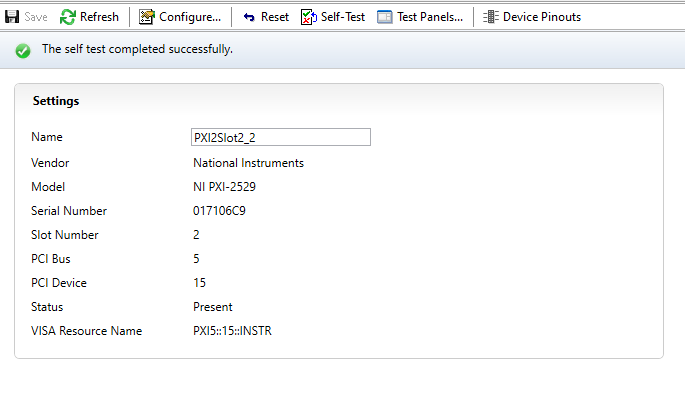 Save Refresh Configure... Reset Self-Test Test Panels... Device Pinouts
The self test completed successfully.
Settings
Name PXI2Slot2_2
Vendor National Instruments
Model NI PXI-2529
Serial Number 017106C9
Slot Number 2
PCI Bus 5
PCI Device 15
Status Present
VISA Resource Name PXI5::15::INSTR